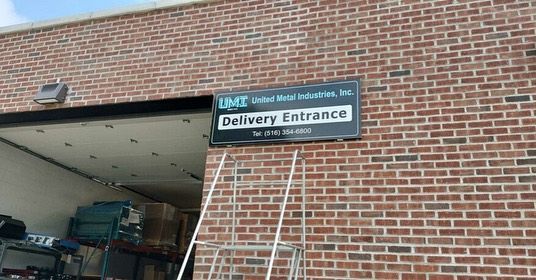 UMI United Metal Industries, Inc.
Delivery Entrance
Tel: (516) 354-6800